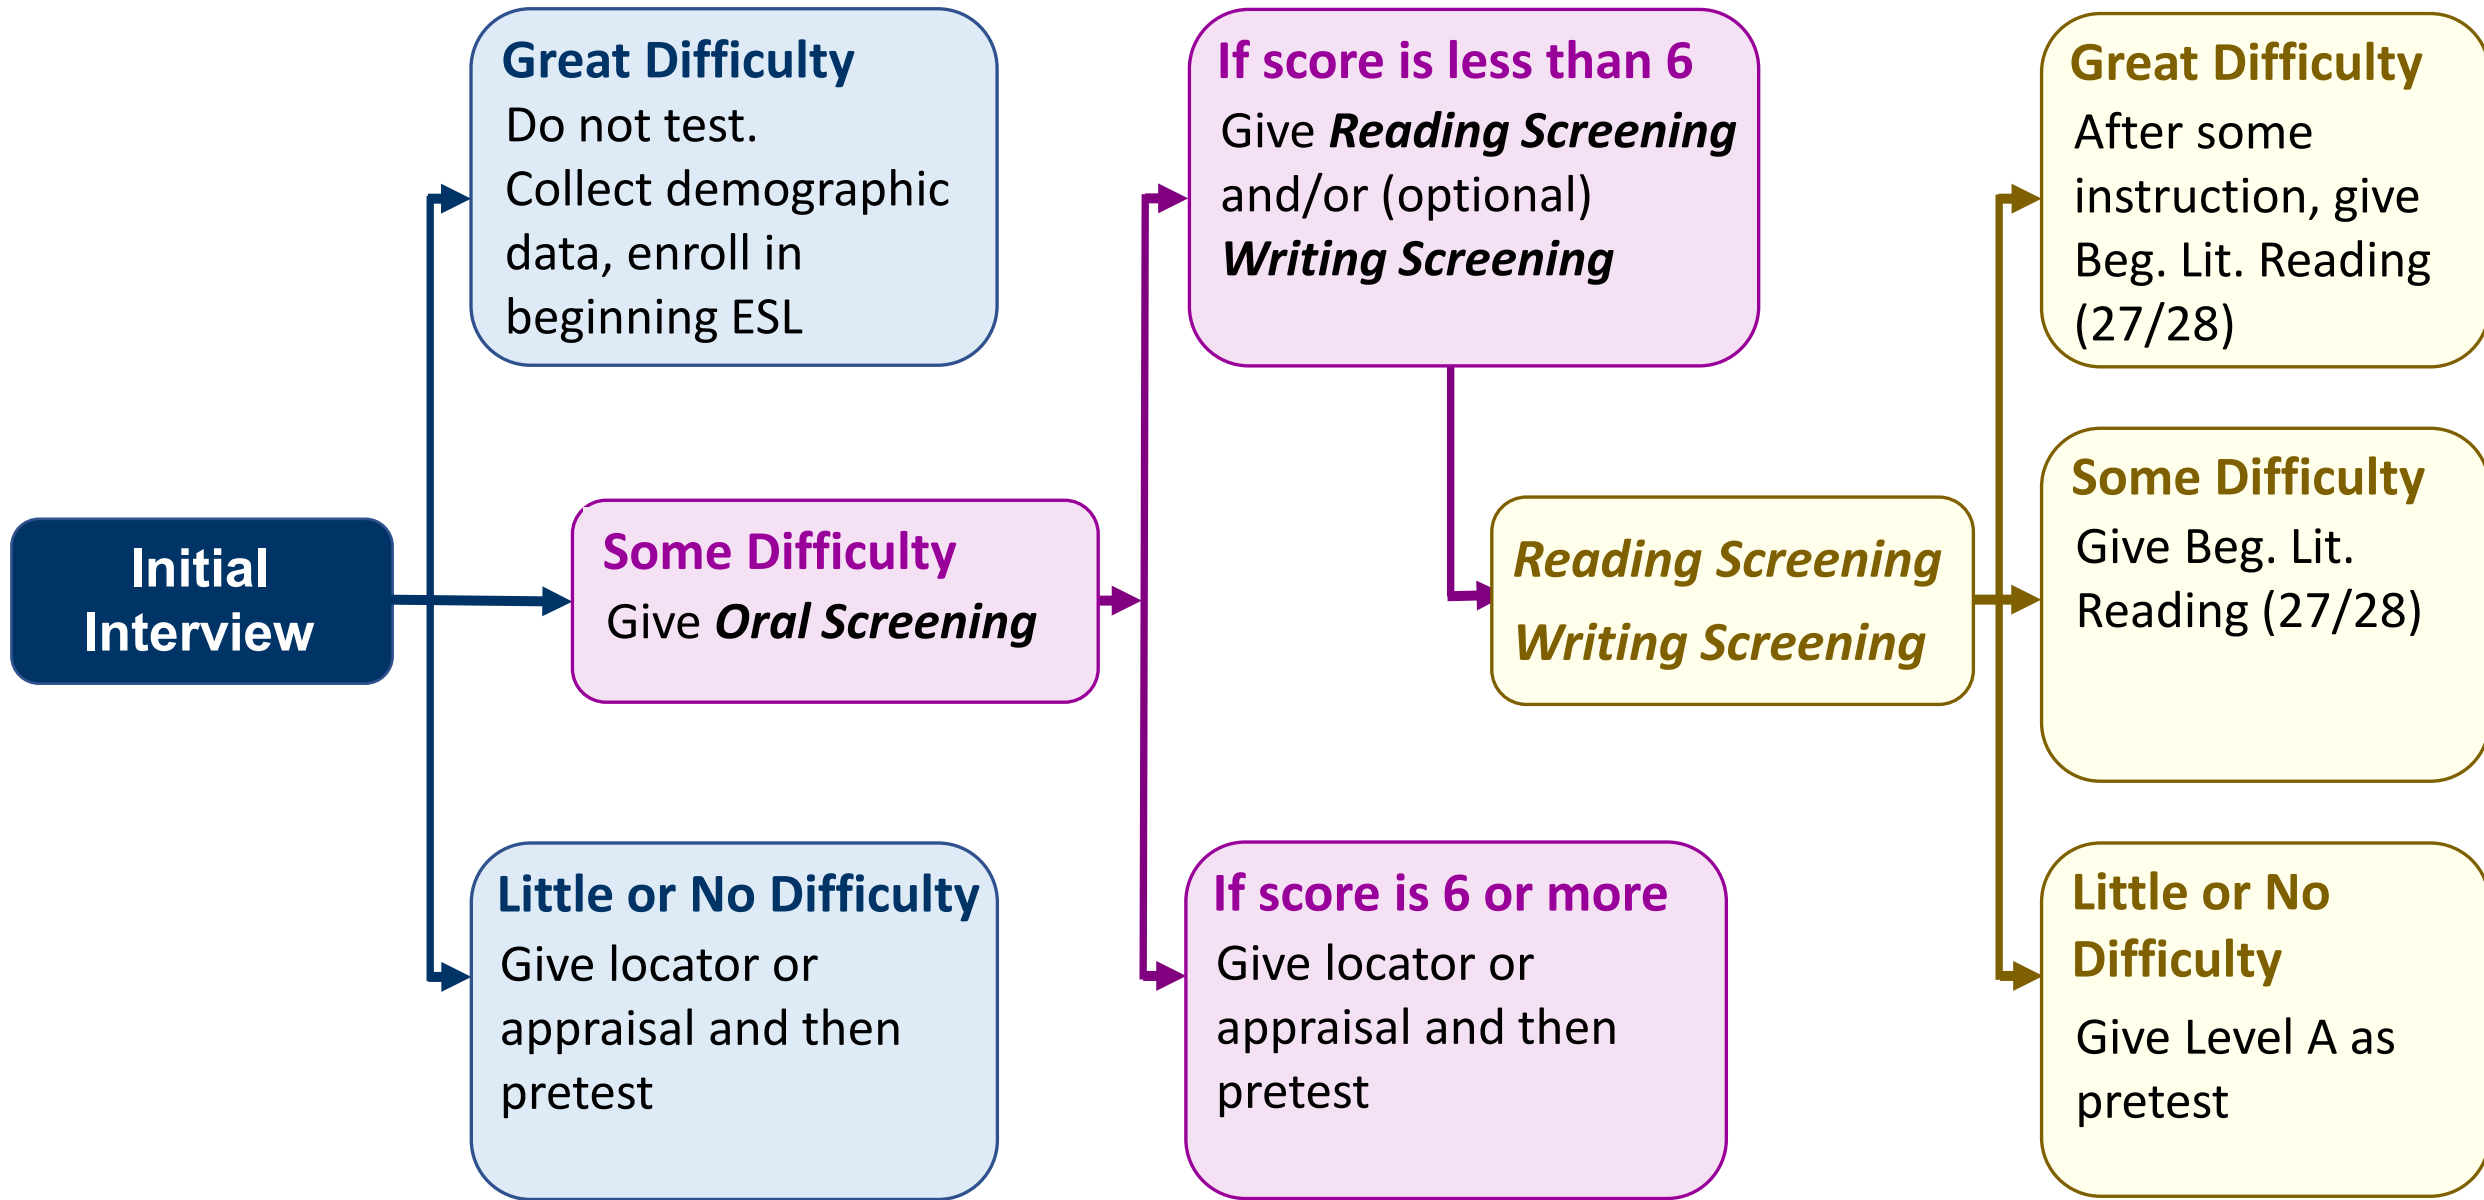 Initial
Interview
Great Difficulty
Do not test.
Collect demographic
data, enroll in
beginning ESL
Some Difficulty
Give Oral Screening
Little or No Difficulty
Give locator or
appraisal and then
pretest
If score is less than 6
Give Reading Screening
and/or (optional)
Writing Screening
If score is 6 or more
Give locator or
appraisal and then
pretest
Reading Screening
Writing Screening
Great Difficulty
After some
instruction, give
Beg. Lit. Reading
(27/28)
Some Difficulty
Give Beg. Lit.
Reading (27/28)
Little or No
Difficulty
Give Level A as
pretest